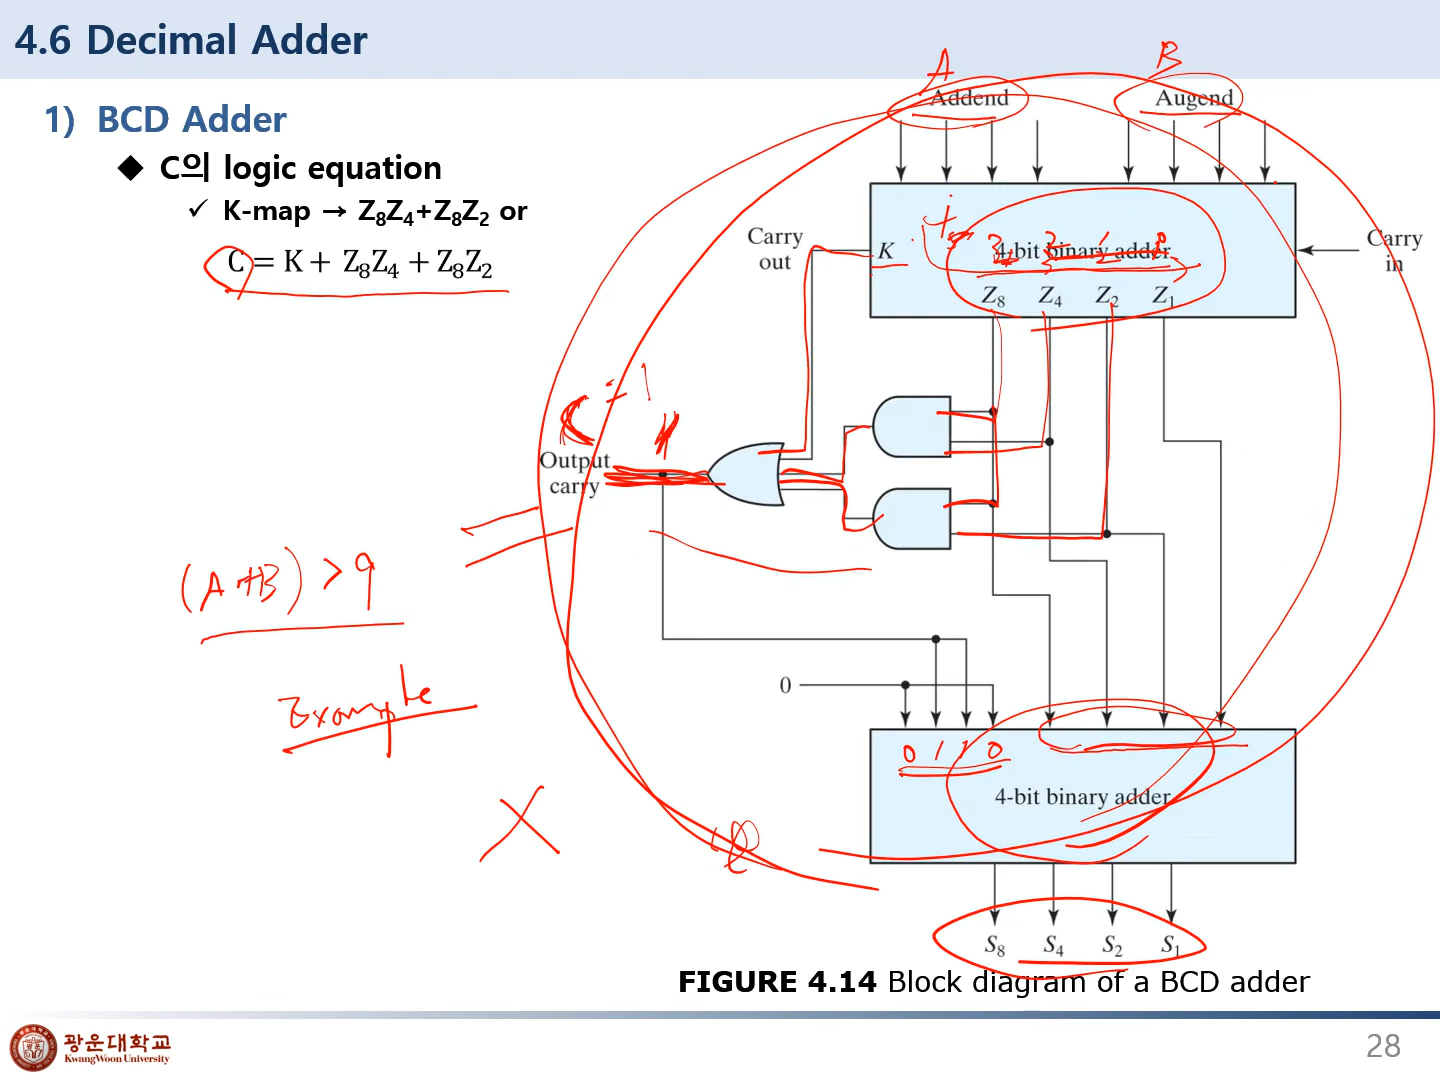 4.6 Decimal Adder
1) BCD Adder
◆ C의 logic equation
✓ K-map → Z₈Z₄+Z₈Z₂ or
C = K + Z₈Z₄ + Z₈Z₂
A
B
Addend
Augend
Carry out
K
4-bit binary adder
Carry in
Z₈ Z₄ Z₂ Z₁
C = 1
Output carry
(A+B) > 9
Example
0
0 1 1 0
4-bit binary adder
S₈ S₄ S₂ S₁
FIGURE 4.14 Block diagram of a BCD adder
광운대학교
KwangWoon University
28